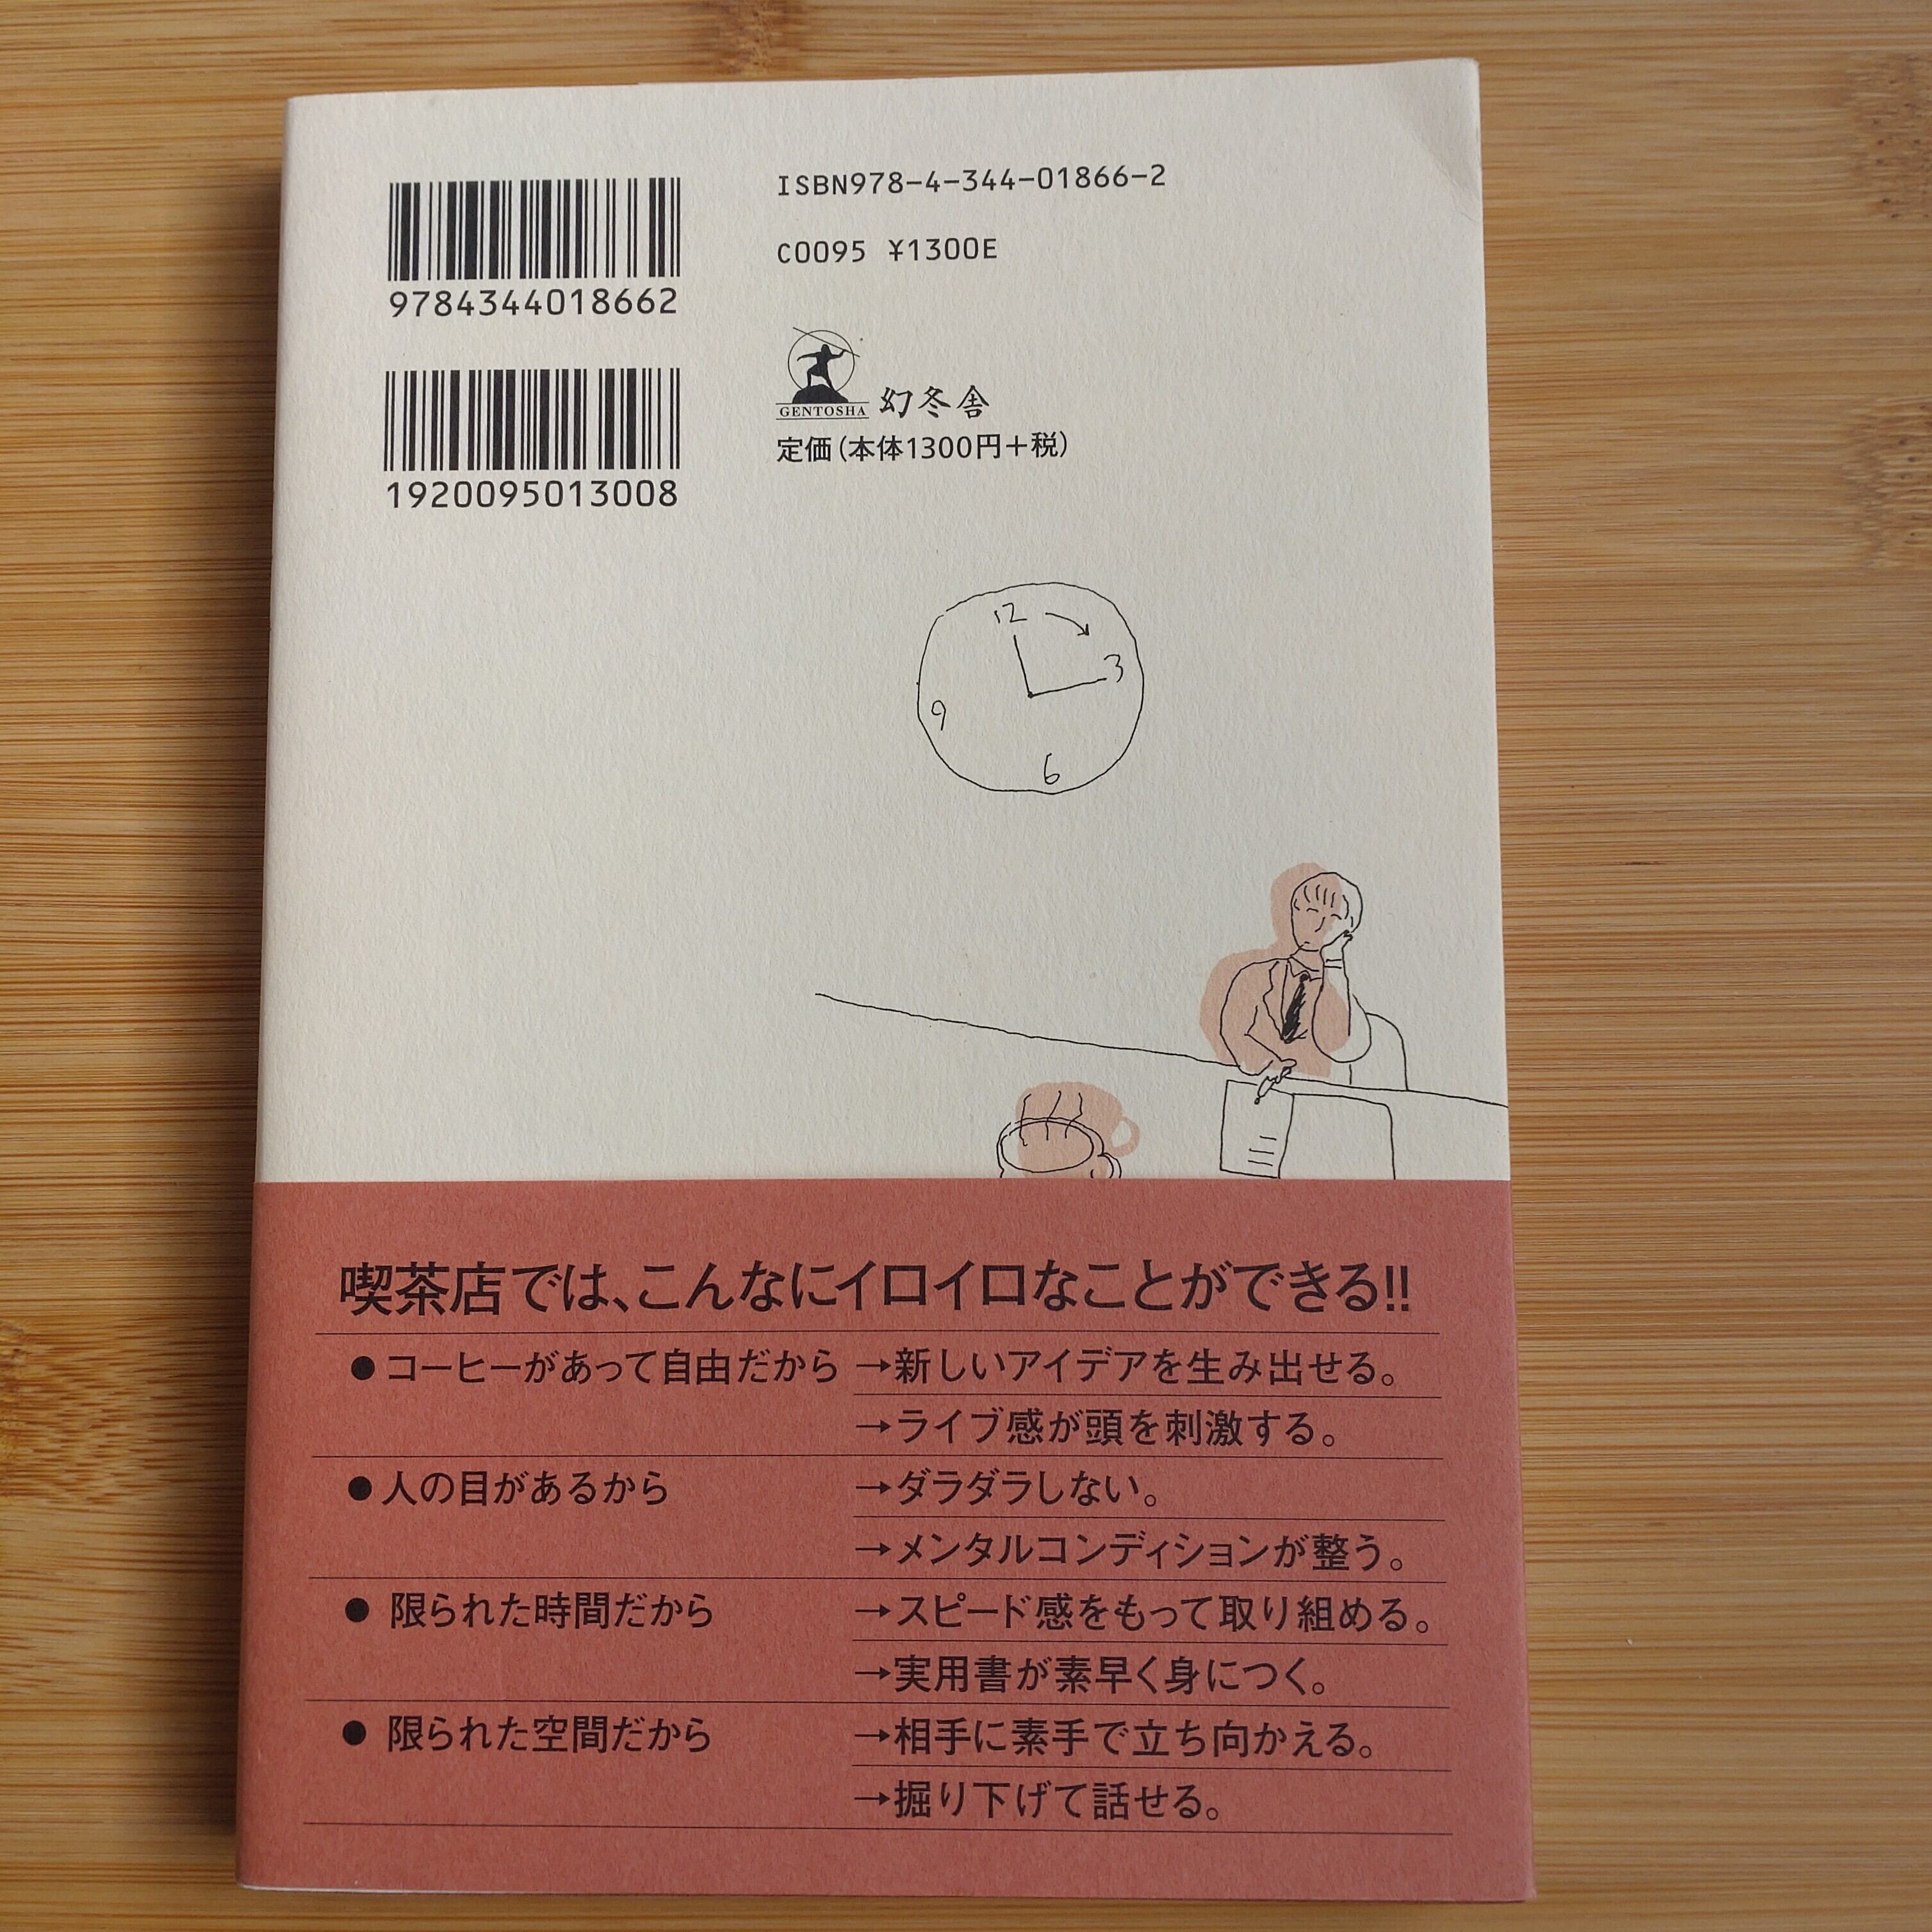 9784344018662
1920095013008
ISBN978-4-344-01866-2
C0095 ¥1300E
GENTOSHA 幻冬舎
定価(本体1300円+税)
12
3
9
6
喫茶店では、こんなにイロイロなことができる!!
●コーヒーがあって自由だから →新しいアイデアを生み出せる。
→ライブ感が頭を刺激する。
●人の目があるから →ダラダラしない。
→メンタルコンディションが整う。
● 限られた時間だから →スピード感をもって取り組める。
→実用書が素早く身につく。
● 限られた空間だから →相手に素手で立ち向かえる。
→掘り下げて話せる。